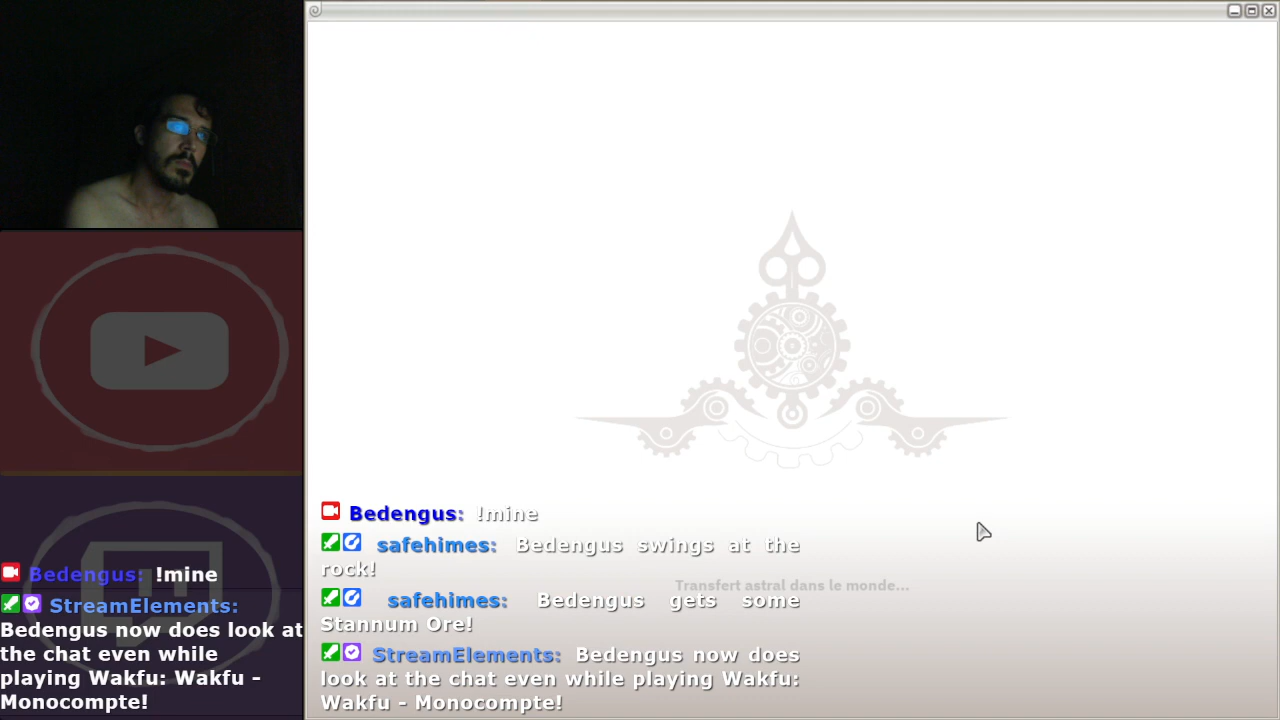 Bedengus: !mine
StreamElements:
Bedengus now does look at
the chat even while
playing Wakfu: Wakfu -
Monocompte!
Bedengus: !mine
safehimes: Bedengus swings at the
rock!
Transfert astral dans le monde...
safehimes: Bedengus gets some
Stannum Ore!
StreamElements: Bedengus now does
look at the chat even while playing Wakfu:
Wakfu - Monocompte!